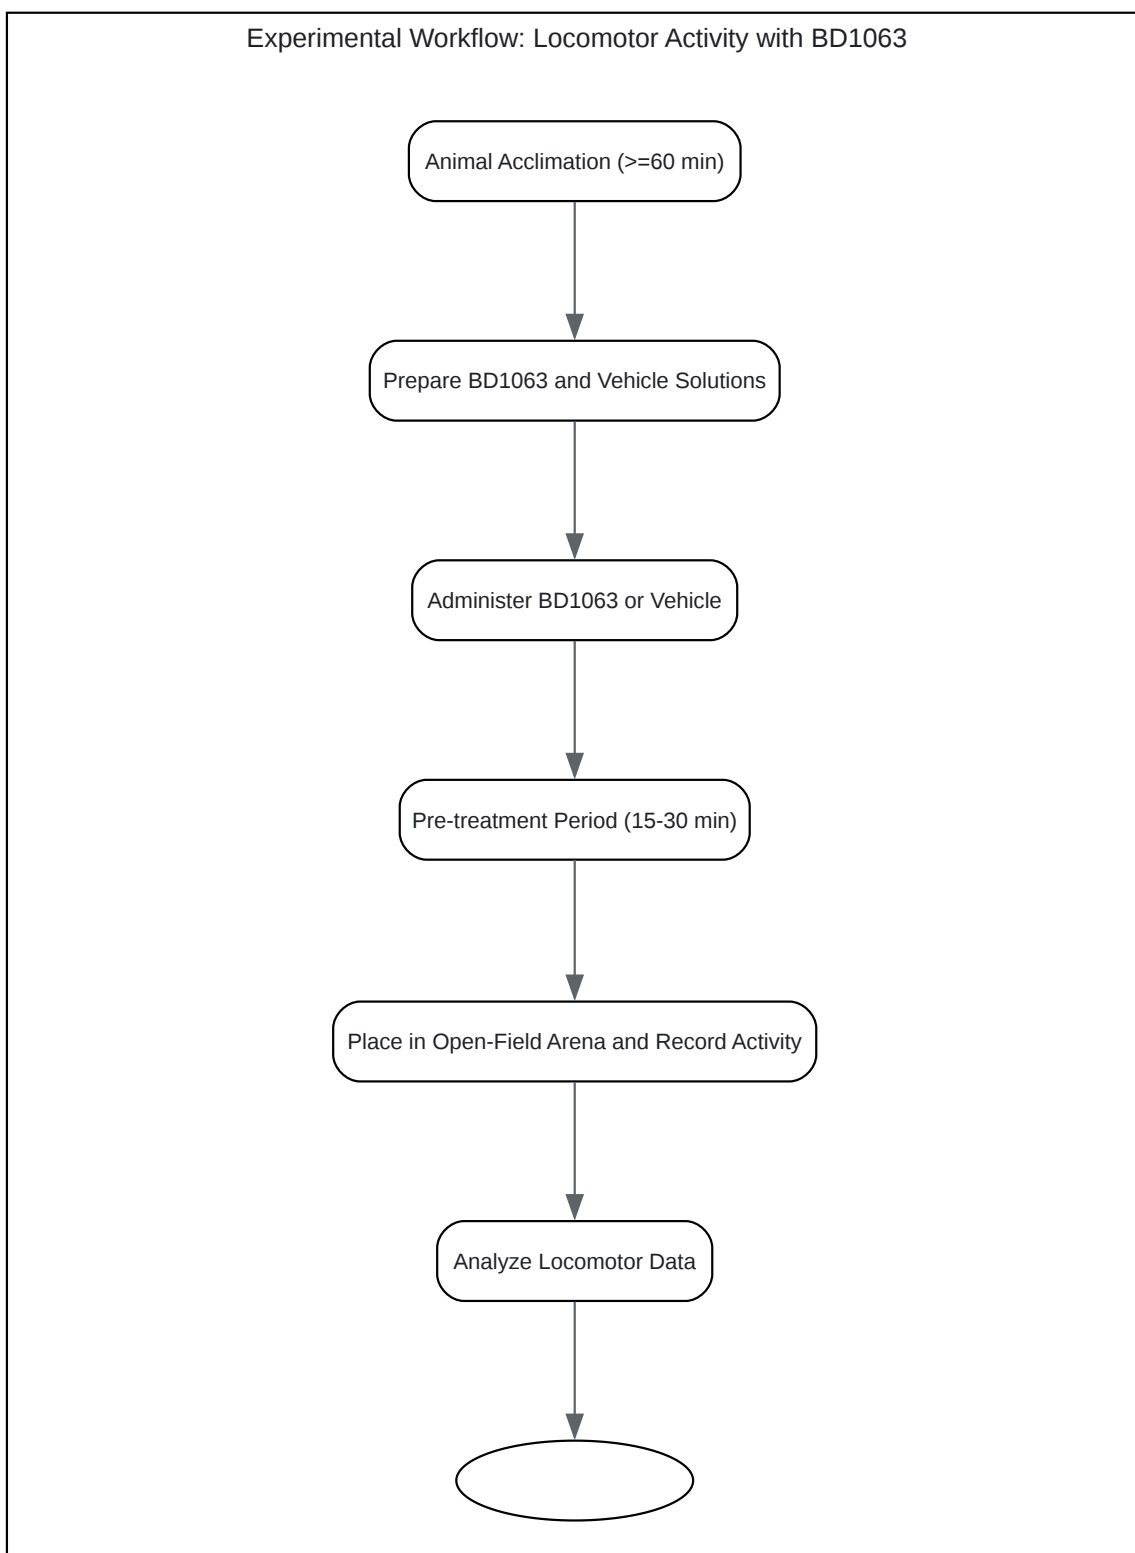 Experimental Workflow: Locomotor Activity with BD1063
Animal Acclimation (>=60 min)
Prepare BD1063 and Vehicle Solutions
Administer BD1063 or Vehicle
Pre-treatment Period (15-30 min)
Place in Open-Field Arena and Record Activity
Analyze Locomotor Data